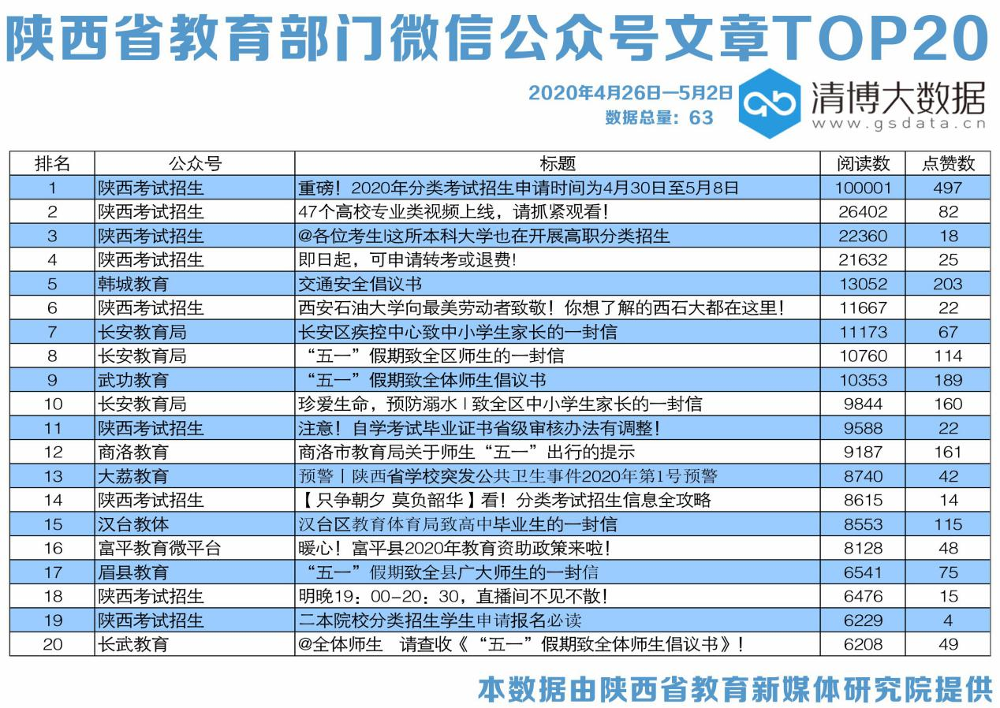 陕西省教育部门微信公众号文章TOP20
2020年4月26日—5月2日
数据总量：63
清博大数据
www.gsdata.cn
排名 公众号 标题 阅读数 点赞数
1 陕西考试招生 重磅！2020年分类考试招生申请时间为4月30日至5月8日 100001 497
2 陕西考试招生 47个高校专业类视频上线，请抓紧观看！ 26402 82
3 陕西考试招生 @各位考生|这所本科大学也在开展高职分类招生 22360 18
4 陕西考试招生 即日起，可申请转考或退费! 21632 25
5 韩城教育 交通安全倡议书 13052 203
6 陕西考试招生 西安石油大学向最美劳动者致敬！你想了解的西石大都在这里！ 11667 22
7 长安教育局 长安区疾控中心致中小学生家长的一封信 11173 67
8 长安教育局 “五一”假期致全区师生的一封信 10760 114
9 武功教育 “五一”假期致全体师生倡议书 10353 189
10 长安教育局 珍爱生命，预防溺水 | 致全区中小学生家长的一封信 9844 160
11 陕西考试招生 注意！自学考试毕业证书省级审核办法有调整！ 9588 22
12 商洛教育 商洛市教育局关于师生“五一”出行的提示 9187 161
13 大荔教育 预警丨陕西省学校突发公共卫生事件2020年第1号预警 8740 42
14 陕西考试招生 【只争朝夕 莫负韶华】看！分类考试招生信息全攻略 8615 14
15 汉台教体 汉台区教育体育局致高中毕业生的一封信 8553 115
16 富平教育微平台 暖心！富平县2020年教育资助政策来啦！ 8128 48
17 眉县教育 “五一”假期致全县广大师生的一封信 6541 75
18 陕西考试招生 明晚19：00-20：30，直播间不见不散！ 6476 15
19 陕西考试招生 二本院校分类招生学生申请报名必读 6229 4
20 长武教育 @全体师生 请查收《“五一”假期致全体师生倡议书》！ 6208 49
本数据由陕西省教育新媒体研究院提供